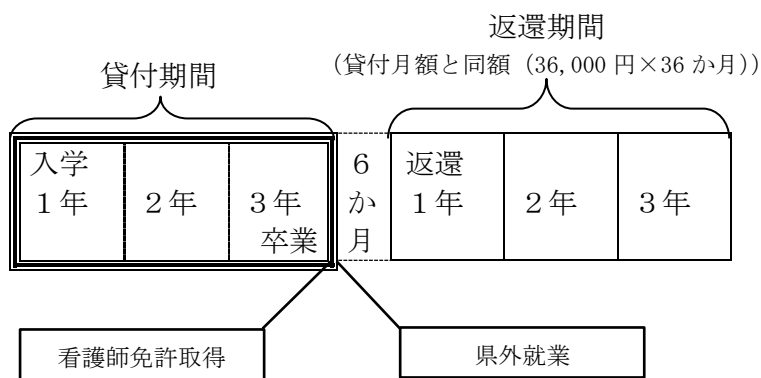 返還期間
（貸付月額と同額（36,000円×36か月））
貸付期間
入学
１年
２年
３年
卒業
６
か
月
返還
１年
２年
３年
看護師免許取得
県外就業